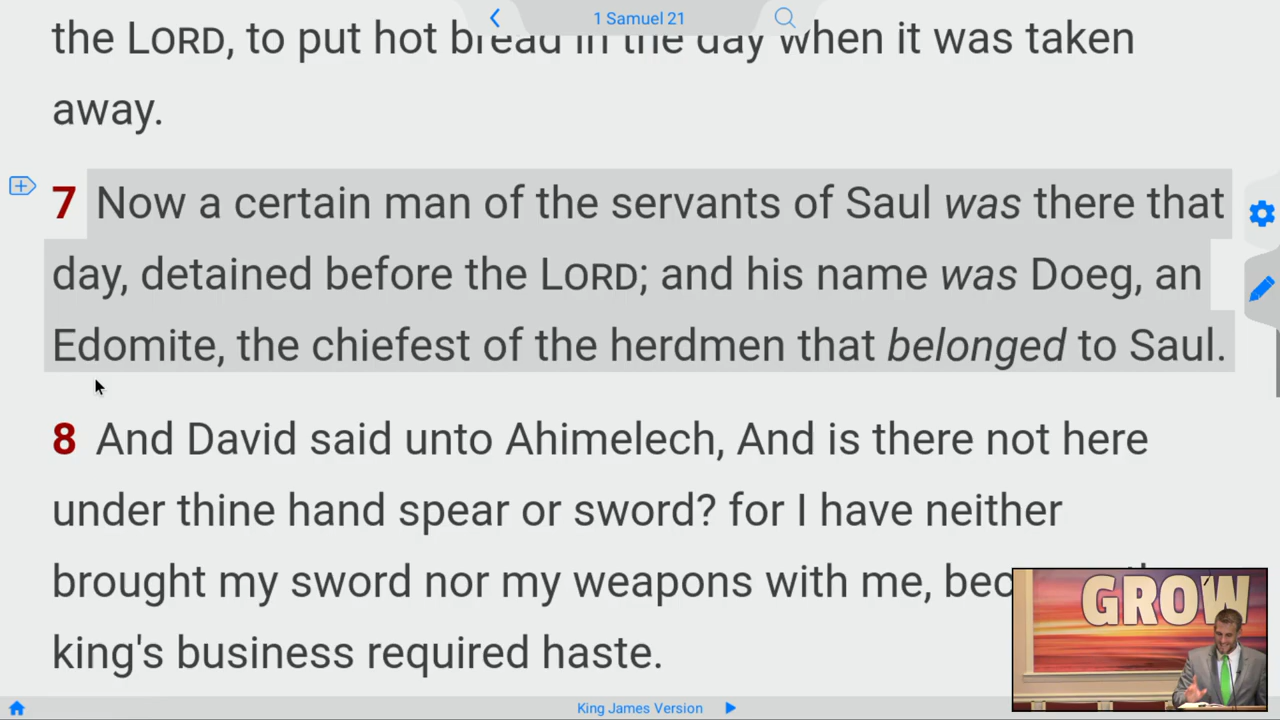 1 Samuel 21
the LORD, to put hot bread in the day when it was taken
away.
7 Now a certain man of the servants of Saul was there that
day, detained before the LORD; and his name was Doeg, an
Edomite, the chiefest of the herdmen that belonged to Saul.
8 And David said unto Ahimelech, And is there not here
under thine hand spear or sword? for I have neither
brought my sword nor my weapons with me,
king's business required haste.
GROW
King James Version